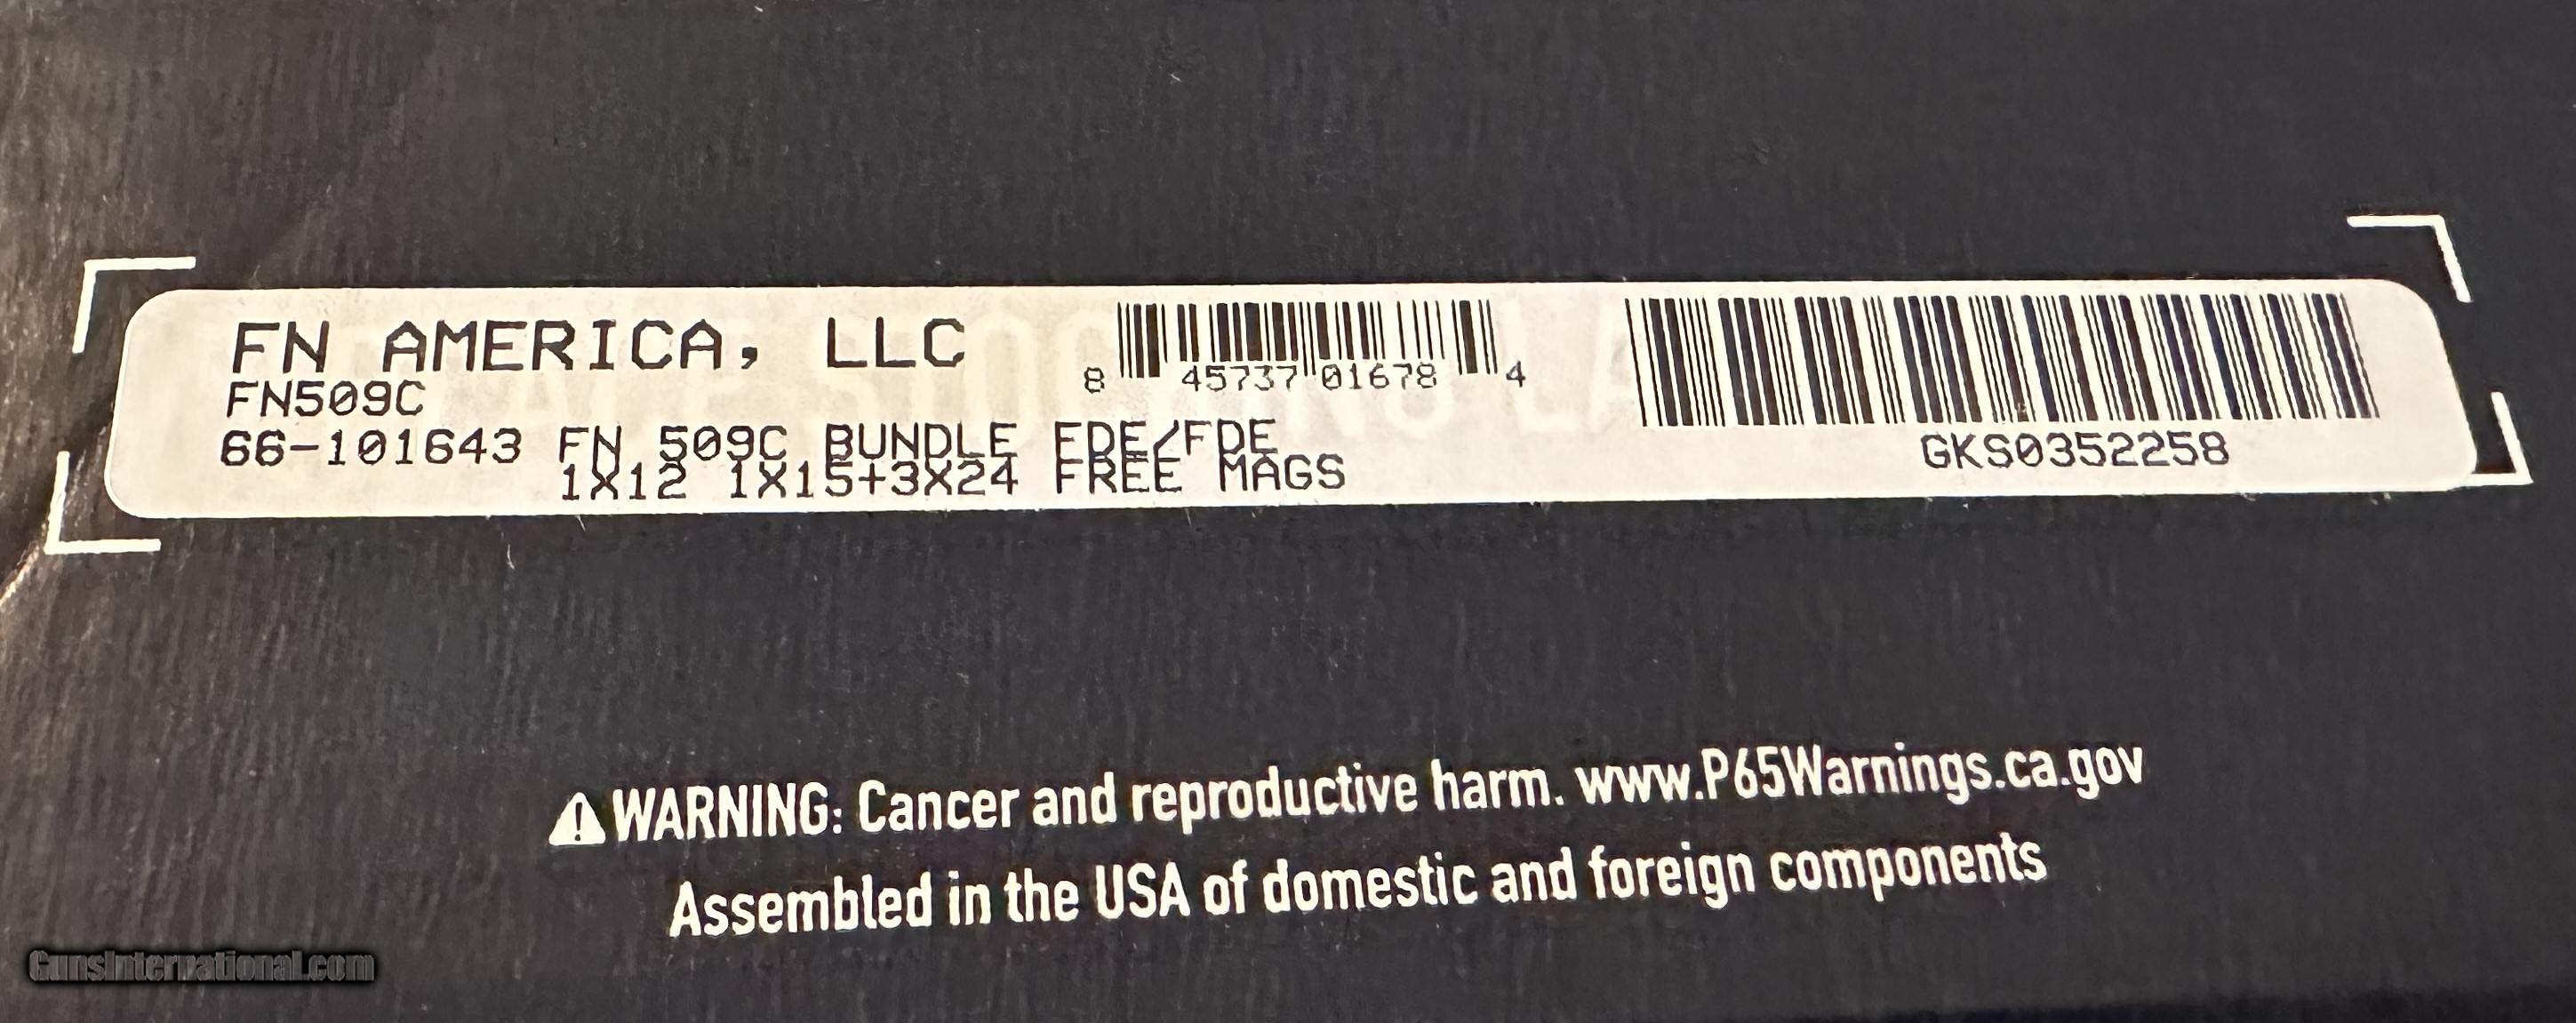 FN AMERICA, LLC
FN509C
66-101643 FN 509C BUNDLE FDE/FDE
1X12 1X15+3X24 FREE MAGS
8 45737 01678 4
GKS0352258
WARNING: Cancer and reproductive harm. www.P65Warnings.ca.gov
Assembled in the USA of domestic and foreign components
GunsInternational.com